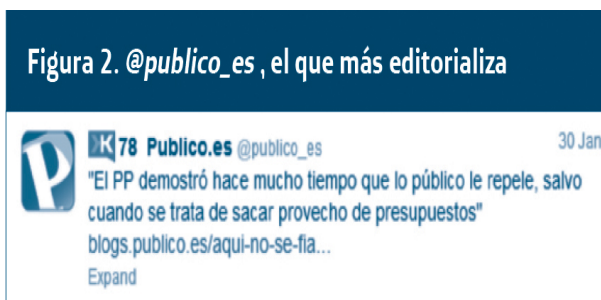 Figura 2. @publico_es , el que más editorializa
P
K 78 Publico.es @publico_es 30 Jan
"El PP demostró hace mucho tiempo que lo público le repele, salvo
cuando se trata de sacar provecho de presupuestos"
blogs.publico.es/aqui-no-se-fia...
Expand